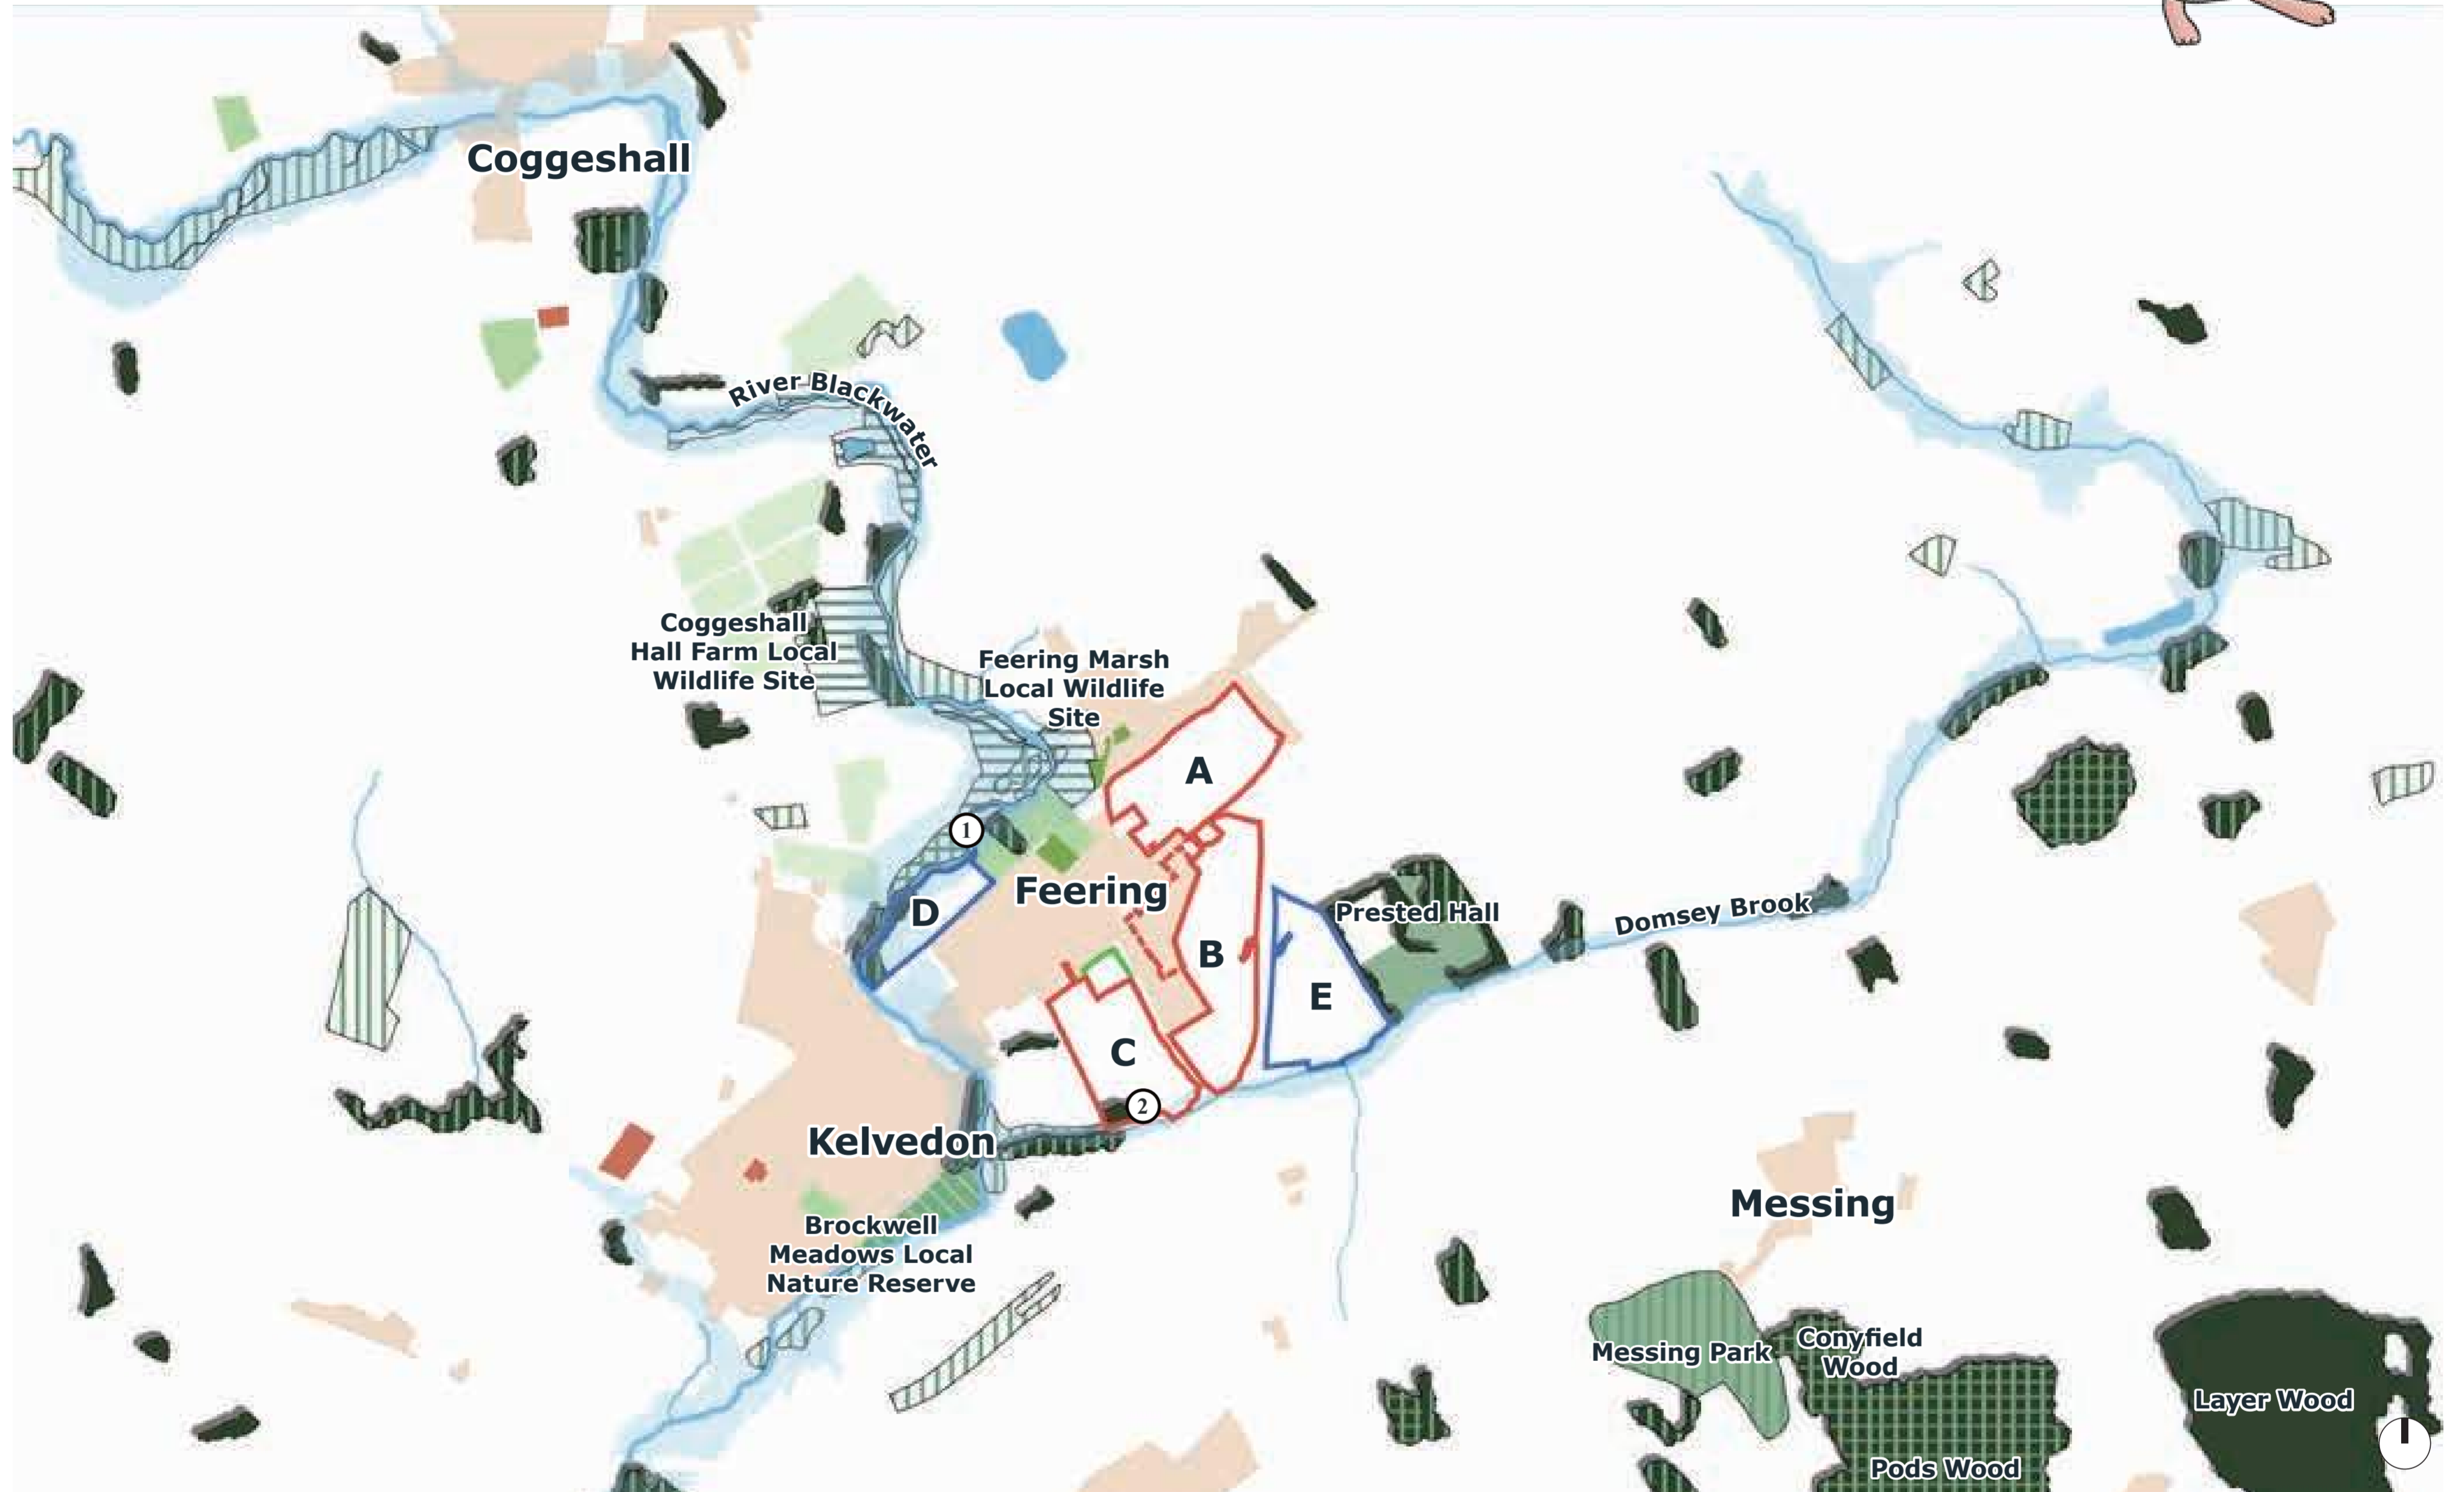 Coggeshall
River Blackwater
Coggeshall
Hall Farm Local
Wildlife Site
Feering Marsh
Local Wildlife
Site
A
1
Feering
D
Prested Hall
Domsey Brook
B
E
C
2
Kelvedon
Messing
Brockwell
Meadows Local
Nature Reserve
Messing Park
Conyfield
Wood
Layer Wood
Pods Wood